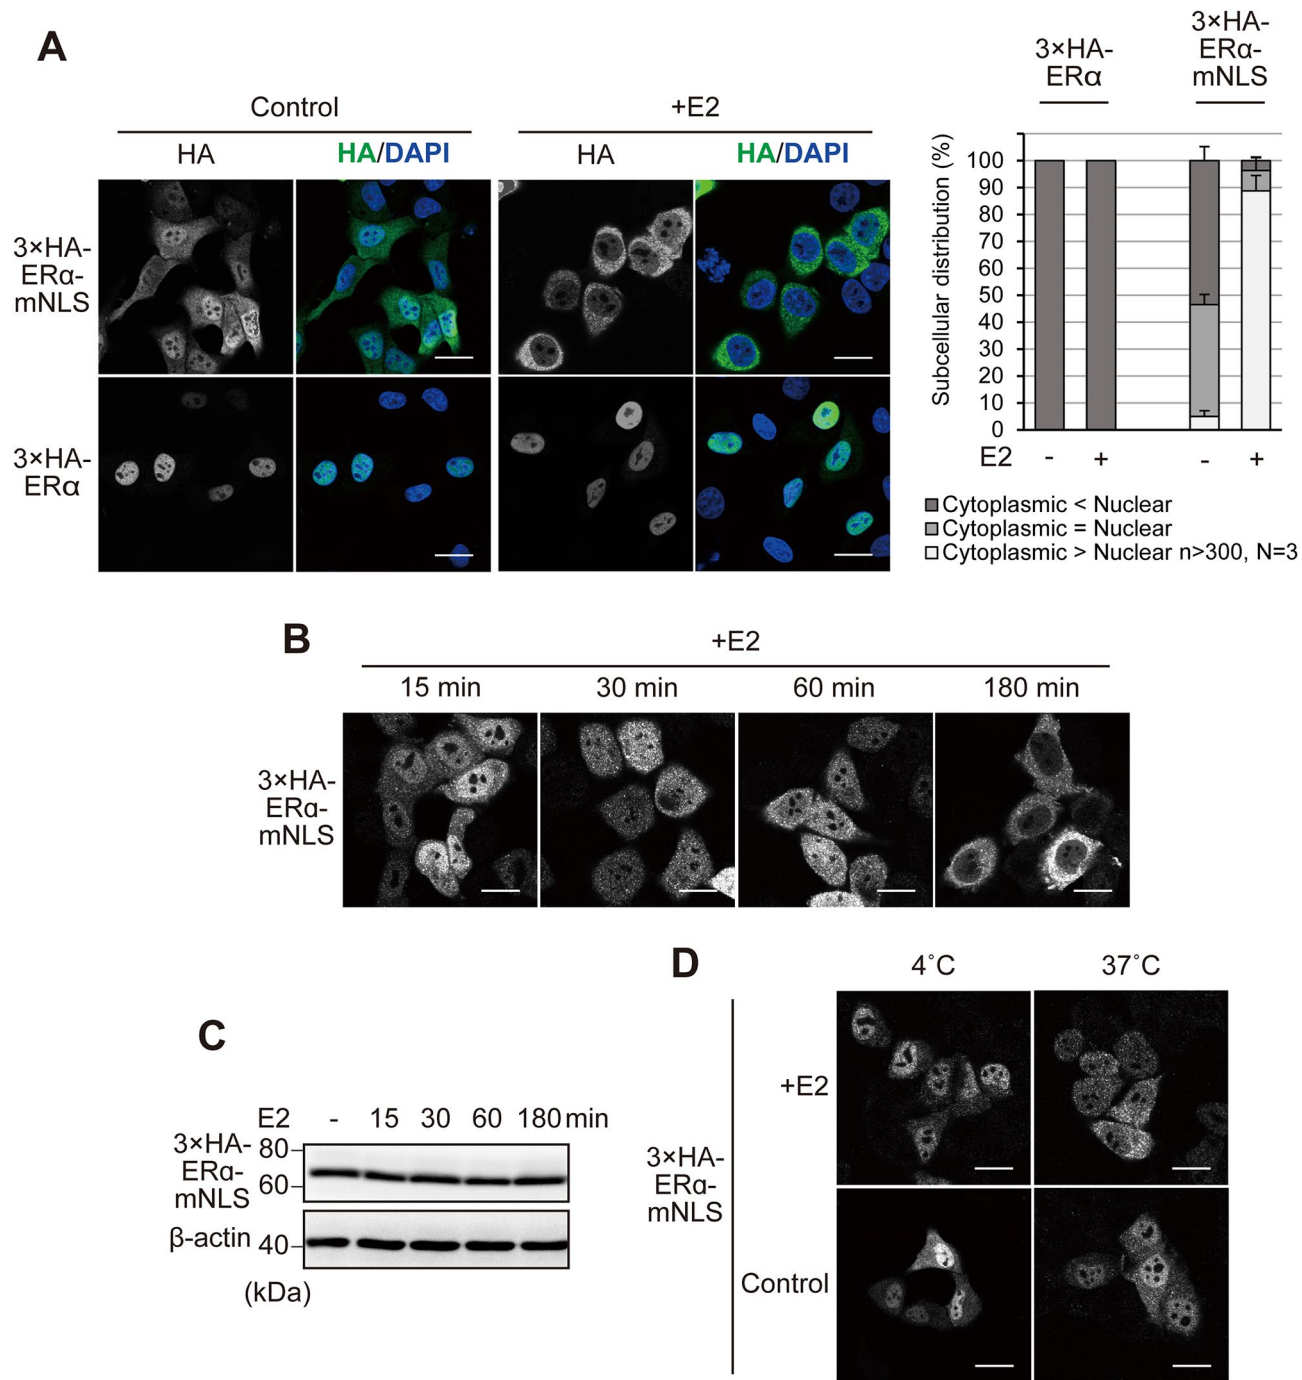 A
Control
+E2
HA
HA/DAPI
HA
HA/DAPI
3×HA-
ERα-
mNLS
3×HA-
ERα
3×HA-
ERα
3×HA-
ERα-
mNLS
Subcellular distribution (%)
100
90
80
70
60
50
40
30
20
10
0
E2 - + - +
Cytoplasmic < Nuclear
Cytoplasmic = Nuclear
Cytoplasmic > Nuclear n>300, N=3
B
+E2
15 min 30 min 60 min 180 min
3×HA-
ERα-
mNLS
C
E2 - 15 30 60 180 min
3×HA-
ERα-
mNLS
80
60
β-actin
40
(kDa)
D
4˚C 37˚C
+E2
3×HA-
ERα-
mNLS
Control